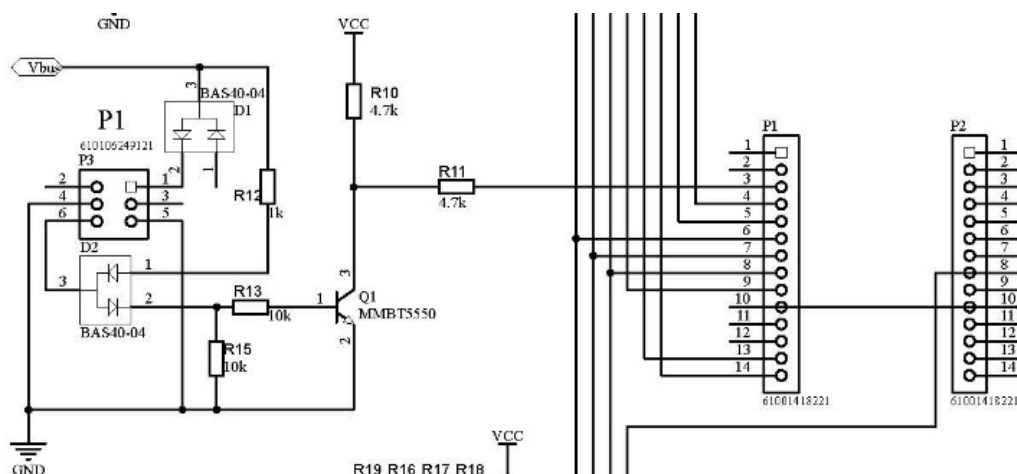 GND
VCC
Vbus
3
BAS40-04
D1
R10
4.7k
P1
610106249121
P3
P1
P2
2
1
2
1
4
3
6
5
R12
1k
R11
4.7k
D2
3
1
2
BAS40-04
R13
10k
R15
10k
1
3
Q1
MMBT5550
2
1
2
3
4
5
6
7
8
9
10
11
12
13
14
61001418221
1
2
3
4
5
6
7
8
9
10
11
12
13
14
61001418221
GND
VCC
R19 R16 R17 R18